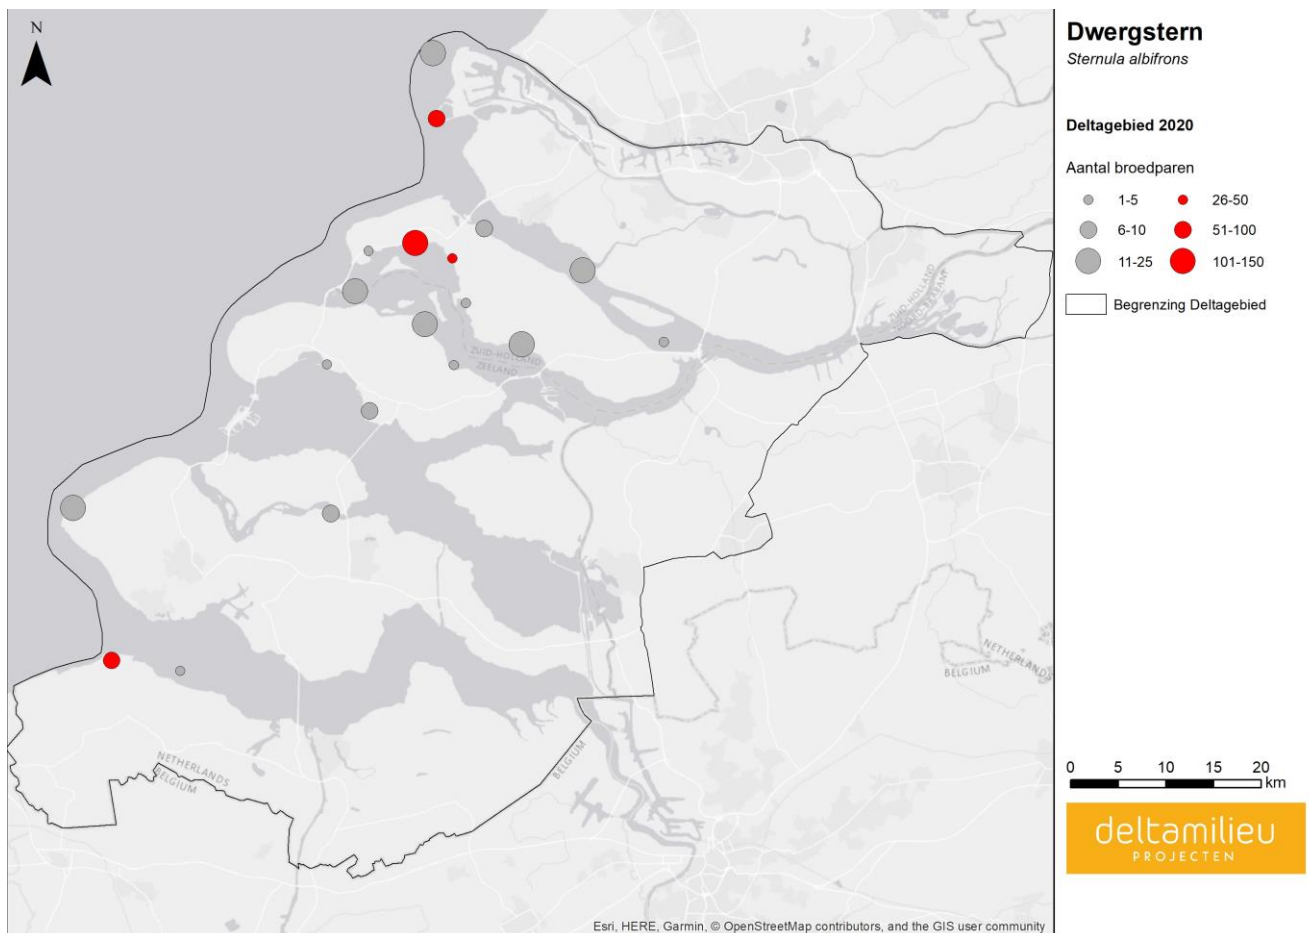 N
Dwergstern
Sternula albifrons
Deltagebied 2020
Aantal broedparen
1-5
26-50
6-10
51-100
11-25
101-150
Begrenzing Deltagebied
ZUID-HOLLAND
ZUID-HOLLAND
ZEELAND
NETHERLANDS
BELGIUM
NETHERLANDS
BELGIUM
BELGIUM
0 5 10 15 20
km
deltamilieu
PROJECTEN
Esri, HERE, Garmin, © OpenStreetMap contributors, and the GIS user community